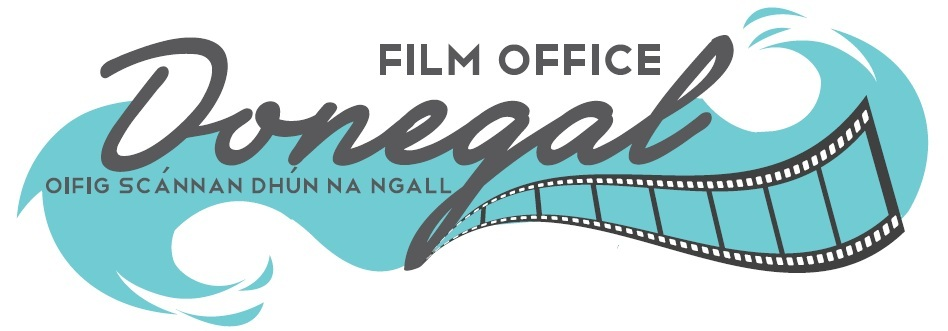 FILM OFFICE
Donegal
OIFIG SCÁNNAN DHÚN NA NGALL